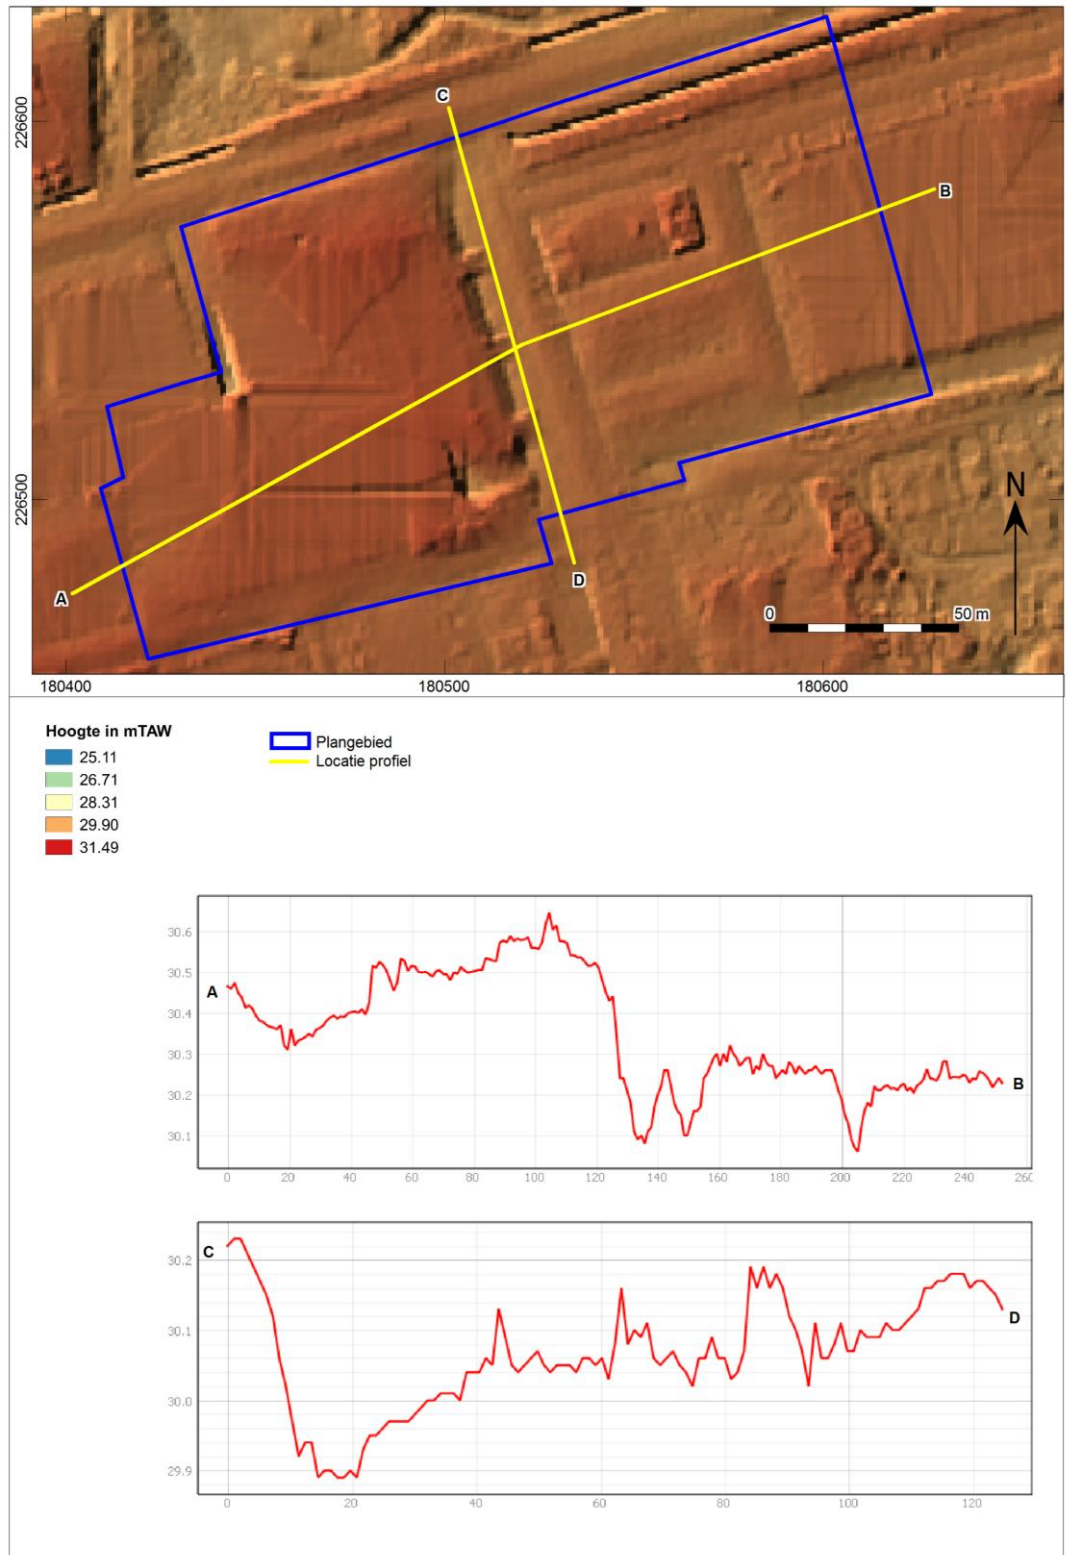 226600
226500
C
B
A
D
N
0 50 m
180400 180500 180600
Hoogte in mTAW
25.11
26.71
28.31
29.90
31.49
Plangebied
Locatie profiel
30.6
30.5
30.4
30.3
30.2
30.1
A
B
0 20 40 60 80 100 120 140 160 180 200 220 240 260
30.2
30.1
30.0
29.9
C
D
0 20 40 60 80 100 120